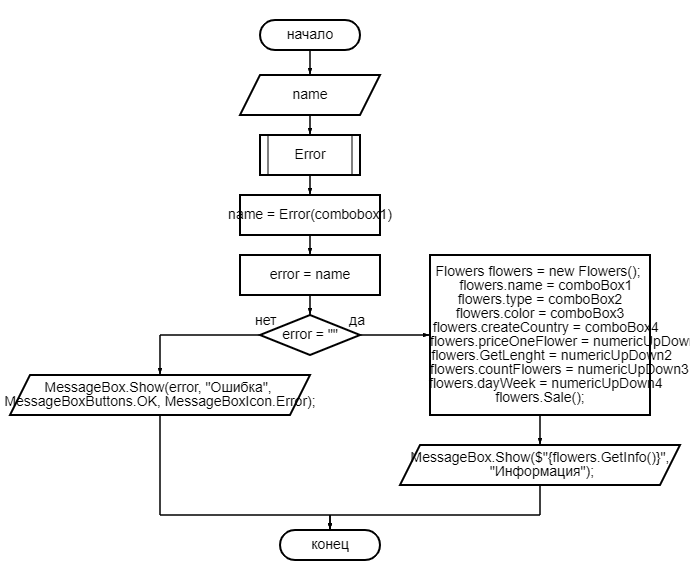 начало
name
Error
name = Error(combobox1)
error = name
нет
да
error = ""
Flowers flowers = new Flowers();
flowers.name = comboBox1
flowers.type = comboBox2
flowers.color = comboBox3
flowers.createCountry = comboBox4
flowers.priceOneFlower = numericUpDow
flowers.GetLenght = numericUpDown2
flowers.countFlowers = numericUpDown3
flowers.dayWeek = numericUpDown4
flowers.Sale();
MessageBox.Show(error, "Ошибка",
MessageBoxButtons.OK, MessageBoxIcon.Error);
MessageBox.Show($"{flowers.GetInfo()}",
"Информация");
конец